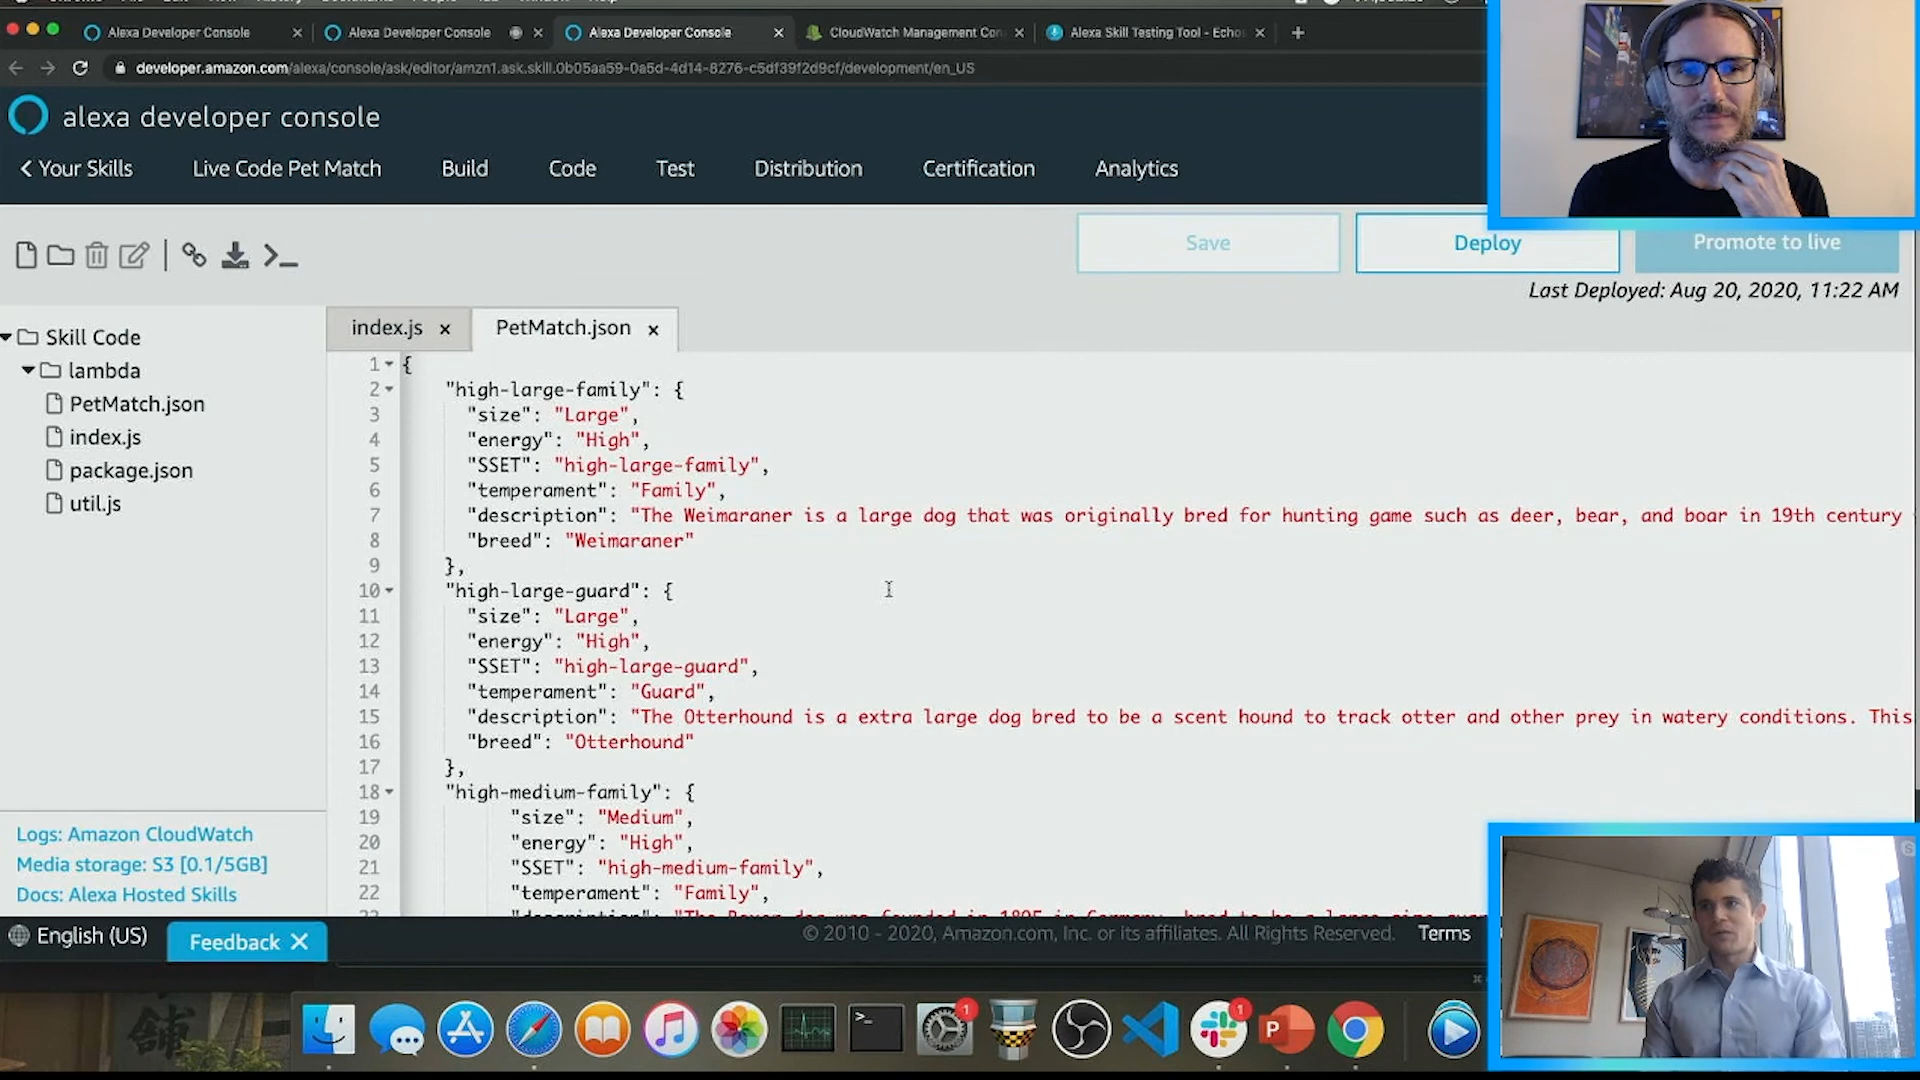 Alexa Developer Console
Alexa Developer Console
Alexa Developer Console
CloudWatch Management Con
Alexa Skill Testing Tool - Echo
developer.amazon.com/alexa/console/ask/editor/amzn1.ask.skill.0b05aa59-0a5d-4d14-8276-c5df39f2d9cf/development/en_US
alexa developer console
Your Skills
Live Code Pet Match
Build
Code
Test
Distribution
Certification
Analytics
Save
Deploy
Promote to live
Last Deployed: Aug 20, 2020, 11:22 AM
Skill Code
lambda
PetMatch.json
index.js
package.json
util.js
index.js ×
PetMatch.json ×
1 {
2 "high-large-family": {
3 "size": "Large",
4 "energy": "High",
5 "SSET": "high-large-family",
6 "temperament": "Family",
7 "description": "The Weimaraner is a large dog that was originally bred for hunting game such as deer, bear, and boar in 19th century
8 "breed": "Weimaraner"
9 },
10 "high-large-guard": {
11 "size": "Large",
12 "energy": "High",
13 "SSET": "high-large-guard",
14 "temperament": "Guard",
15 "description": "The Otterhound is a extra large dog bred to be a scent hound to track otter and other prey in watery conditions. This
16 "breed": "Otterhound"
17 },
18 "high-medium-family": {
19 "size": "Medium",
20 "energy": "High",
21 "SSET": "high-medium-family",
22 "temperament": "Family",
Logs: Amazon CloudWatch
Media storage: S3 [0.1/5GB]
Docs: Alexa Hosted Skills
English (US)
Feedback
© 2010 - 2020, Amazon.com, Inc. or its affiliates. All Rights Reserved.
Terms
1
1
P